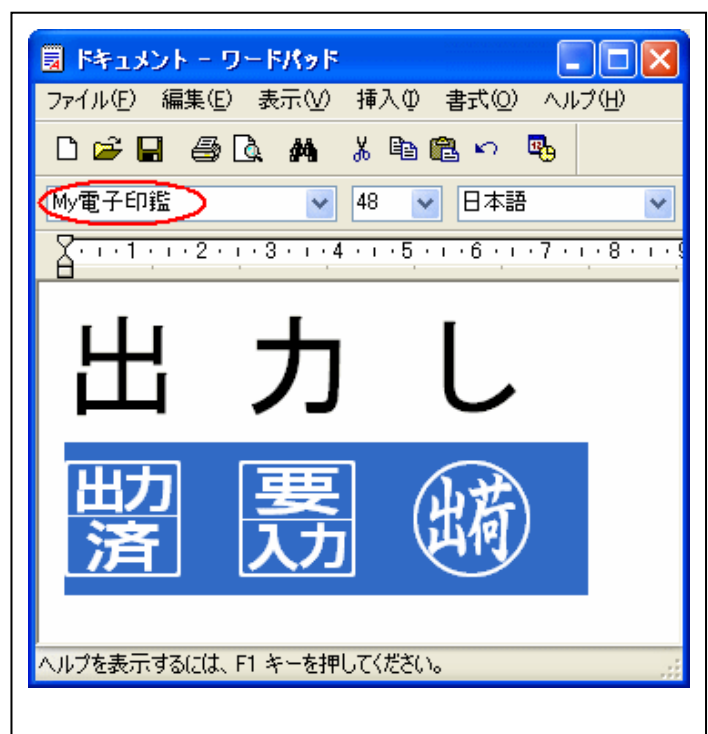 ドキュメント - ワードパッド
ファイル(F) 編集(E) 表示(V) 挿入(I) 書式(O) ヘルプ(H)
My電子印鑑 48 日本語
1 2 3 4 5 6 7 8 9
出 力 し
出力済 要入力 出荷
ヘルプを表示するには、F1 キーを押してください。